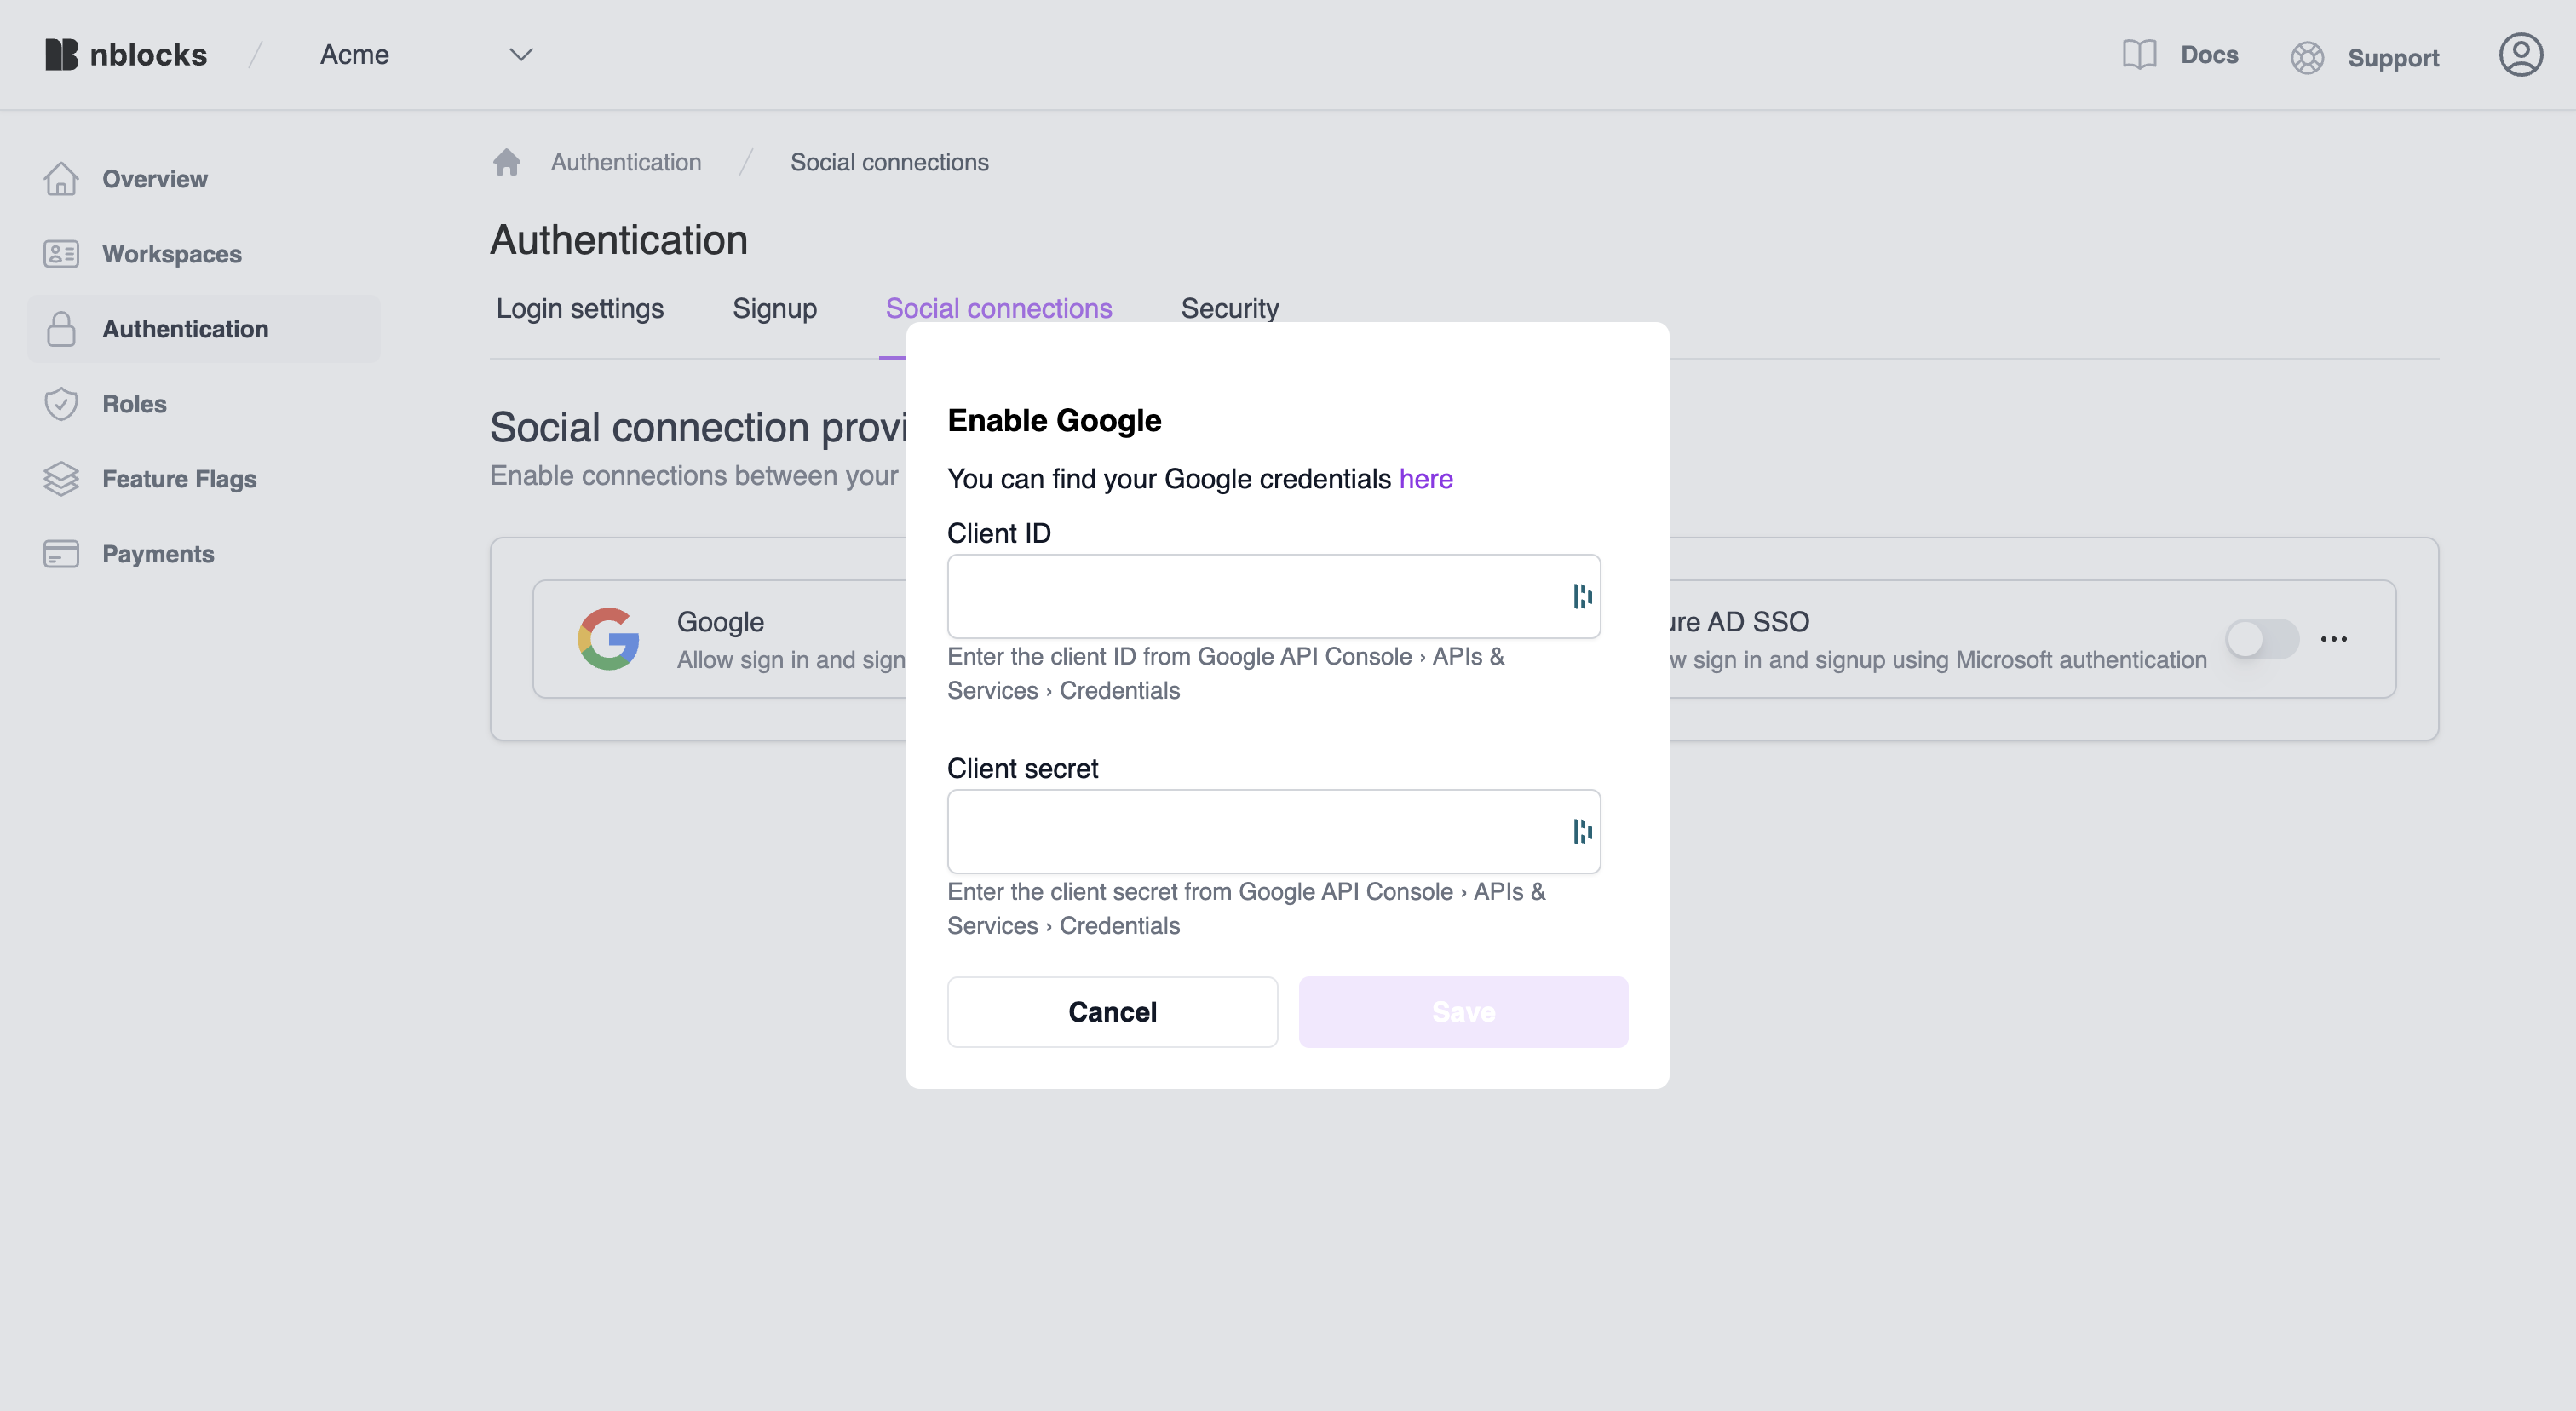 nblocks / Acme
Docs
Support
Overview
Workspaces
Authentication
Roles
Feature Flags
Payments
Authentication / Social connections
Authentication
Login settings
Signup
Social connections
Security
Social connection provi
Enable connections between your
Google
Allow sign in and sign
ure AD SSO
w sign in and signup using Microsoft authentication
Enable Google
You can find your Google credentials here
Client ID
Enter the client ID from Google API Console › APIs &
Services › Credentials
Client secret
Enter the client secret from Google API Console › APIs &
Services › Credentials
Cancel
Save